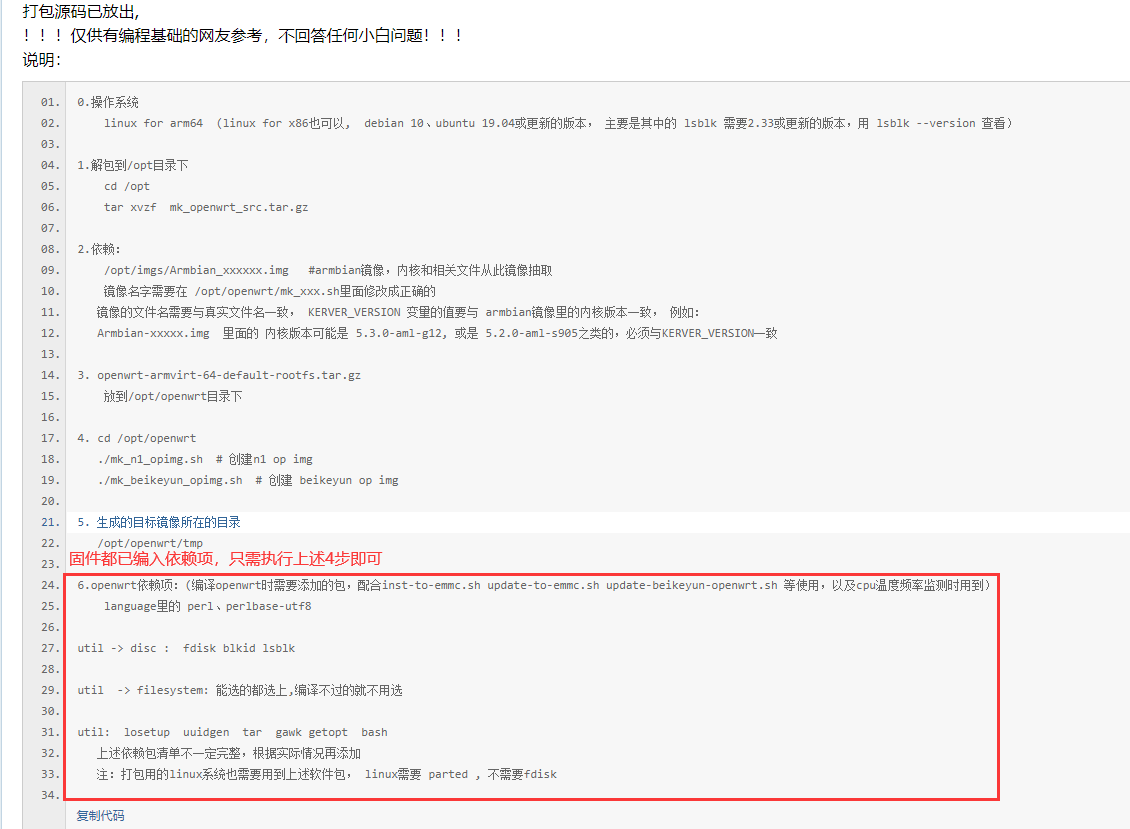 打包源码已放出,
！！！仅供有编程基础的网友参考，不回答任何小白问题！！！
说明：
01. 0.操作系统
02. linux for arm64 （linux for x86也可以, debian 10、ubuntu 19.04或更新的版本, 主要是其中的 lsblk 需要2.33或更新的版本，用 lsblk --version 查看）
03.
04. 1.解包到/opt目录下
05. cd /opt
06. tar xvzf mk_openwrt_src.tar.gz
07.
08. 2.依赖：
09. /opt/imgs/Armbian_xxxxxx.img #armbian镜像，内核和相关文件从此镜像抽取
10. 镜像名字需要在 /opt/openwrt/mk_xxx.sh里面修改成正确的
11. 镜像的文件名需要与真实文件名一致, KERVER_VERSION 变量的值要与 armbian镜像里的内核版本一致, 例如：
12. Armbian-xxxxx.img 里面的 内核版本可能是 5.3.0-aml-g12, 或是 5.2.0-aml-s905之类的，必须与KERVER_VERSION一致
13.
14. 3. openwrt-armvirt-64-default-rootfs.tar.gz
15. 放到/opt/openwrt目录下
16.
17. 4. cd /opt/openwrt
18. ./mk_n1_opimg.sh # 创建n1 op img
19. ./mk_beikeyun_opimg.sh # 创建 beikeyun op img
20.
21. 5. 生成的目标镜像所在的目录
22. /opt/openwrt/tmp
23. 固件都已编入依赖项，只需执行上述4步即可
24. 6.openwrt依赖项：（编译openwrt时需要添加的包，配合inst-to-emmc.sh update-to-emmc.sh update-beikeyun-openwrt.sh 等使用，以及cpu温度频率监测时用到）
25. language里的 perl、perlbase-utf8
26.
27. util -> disc : fdisk blkid lsblk
28.
29. util -> filesystem: 能选的都选上,编译不过的就不用选
30.
31. util: losetup uuidgen tar gawk getopt bash
32. 上述依赖包清单不一定完整，根据实际情况再添加
33. 注：打包用的linux系统也需要用到上述软件包, linux需要 parted , 不需要fdisk
34.
复制代码